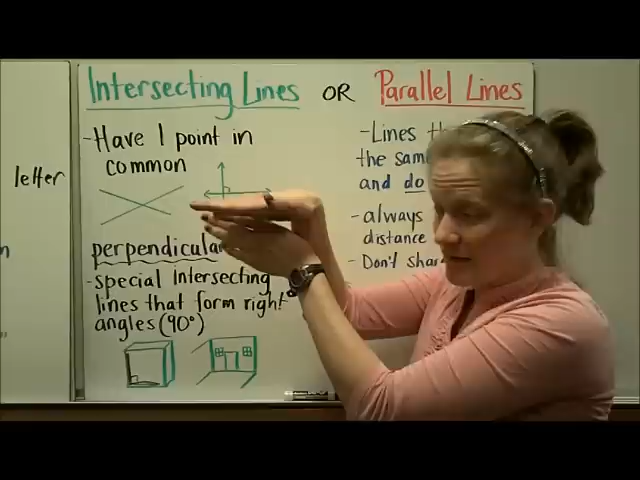 Intersecting Lines OR Parallel Lines
letter
- Have 1 point in
common
perpendicular
- special Intersecting
lines that form right
angles (90°)
- Lines
the same
and do
- always
distance
- Don't